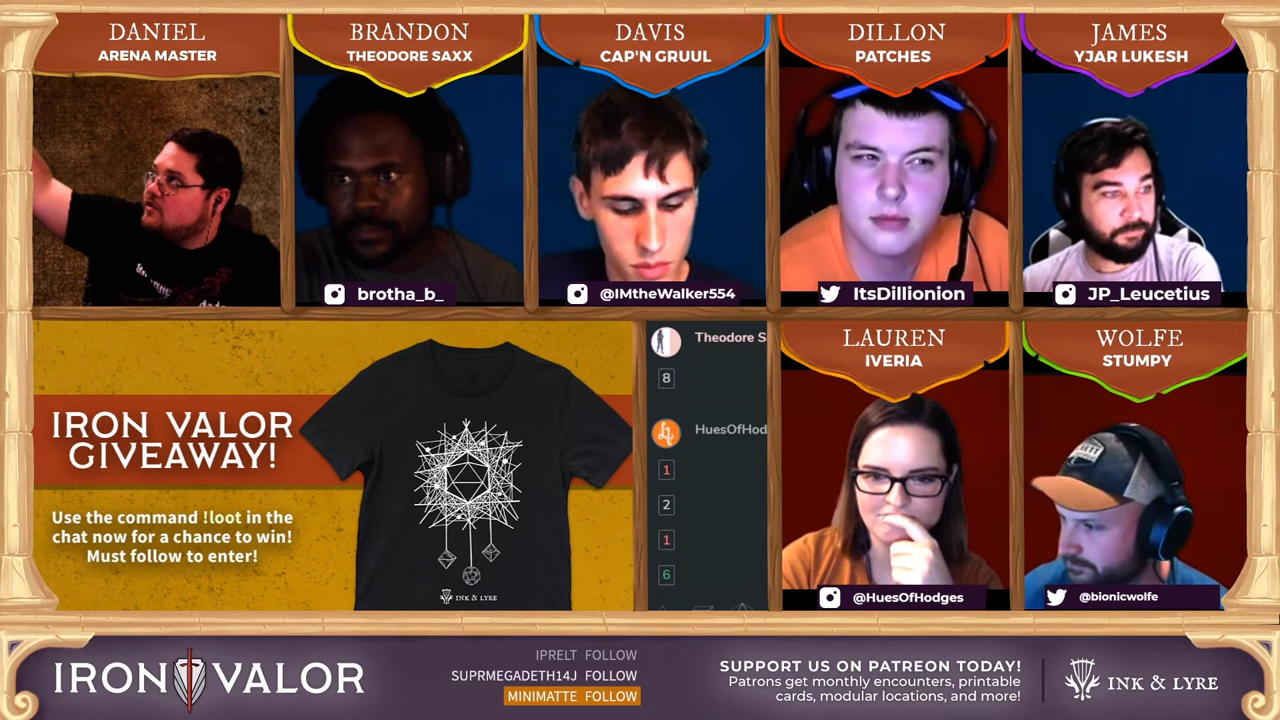 DANIEL
ARENA MASTER
BRANDON
THEODORE SAXX
DAVIS
CAP'N GRUUL
DILLON
PATCHES
JAMES
YJAR LUKESH
brotha_b_
@IMtheWalker554
ItsDillionion
JP_Leucetius
IRON VALOR
GIVEAWAY!
Use the command !loot in the
chat now for a chance to win!
Must follow to enter!
INK & LYRE
Theodore S
8
HuesOfHod
1
2
1
6
LAUREN
IVERIA
WOLFE
STUMPY
@HuesOfHodges
@bionicwolfe
IRON VALOR
IPRELT FOLLOW
SUPRMEGADETH14J FOLLOW
MINIMATTE FOLLOW
SUPPORT US ON PATREON TODAY!
Patrons get monthly encounters, printable
cards, modular locations, and more!
INK & LYRE